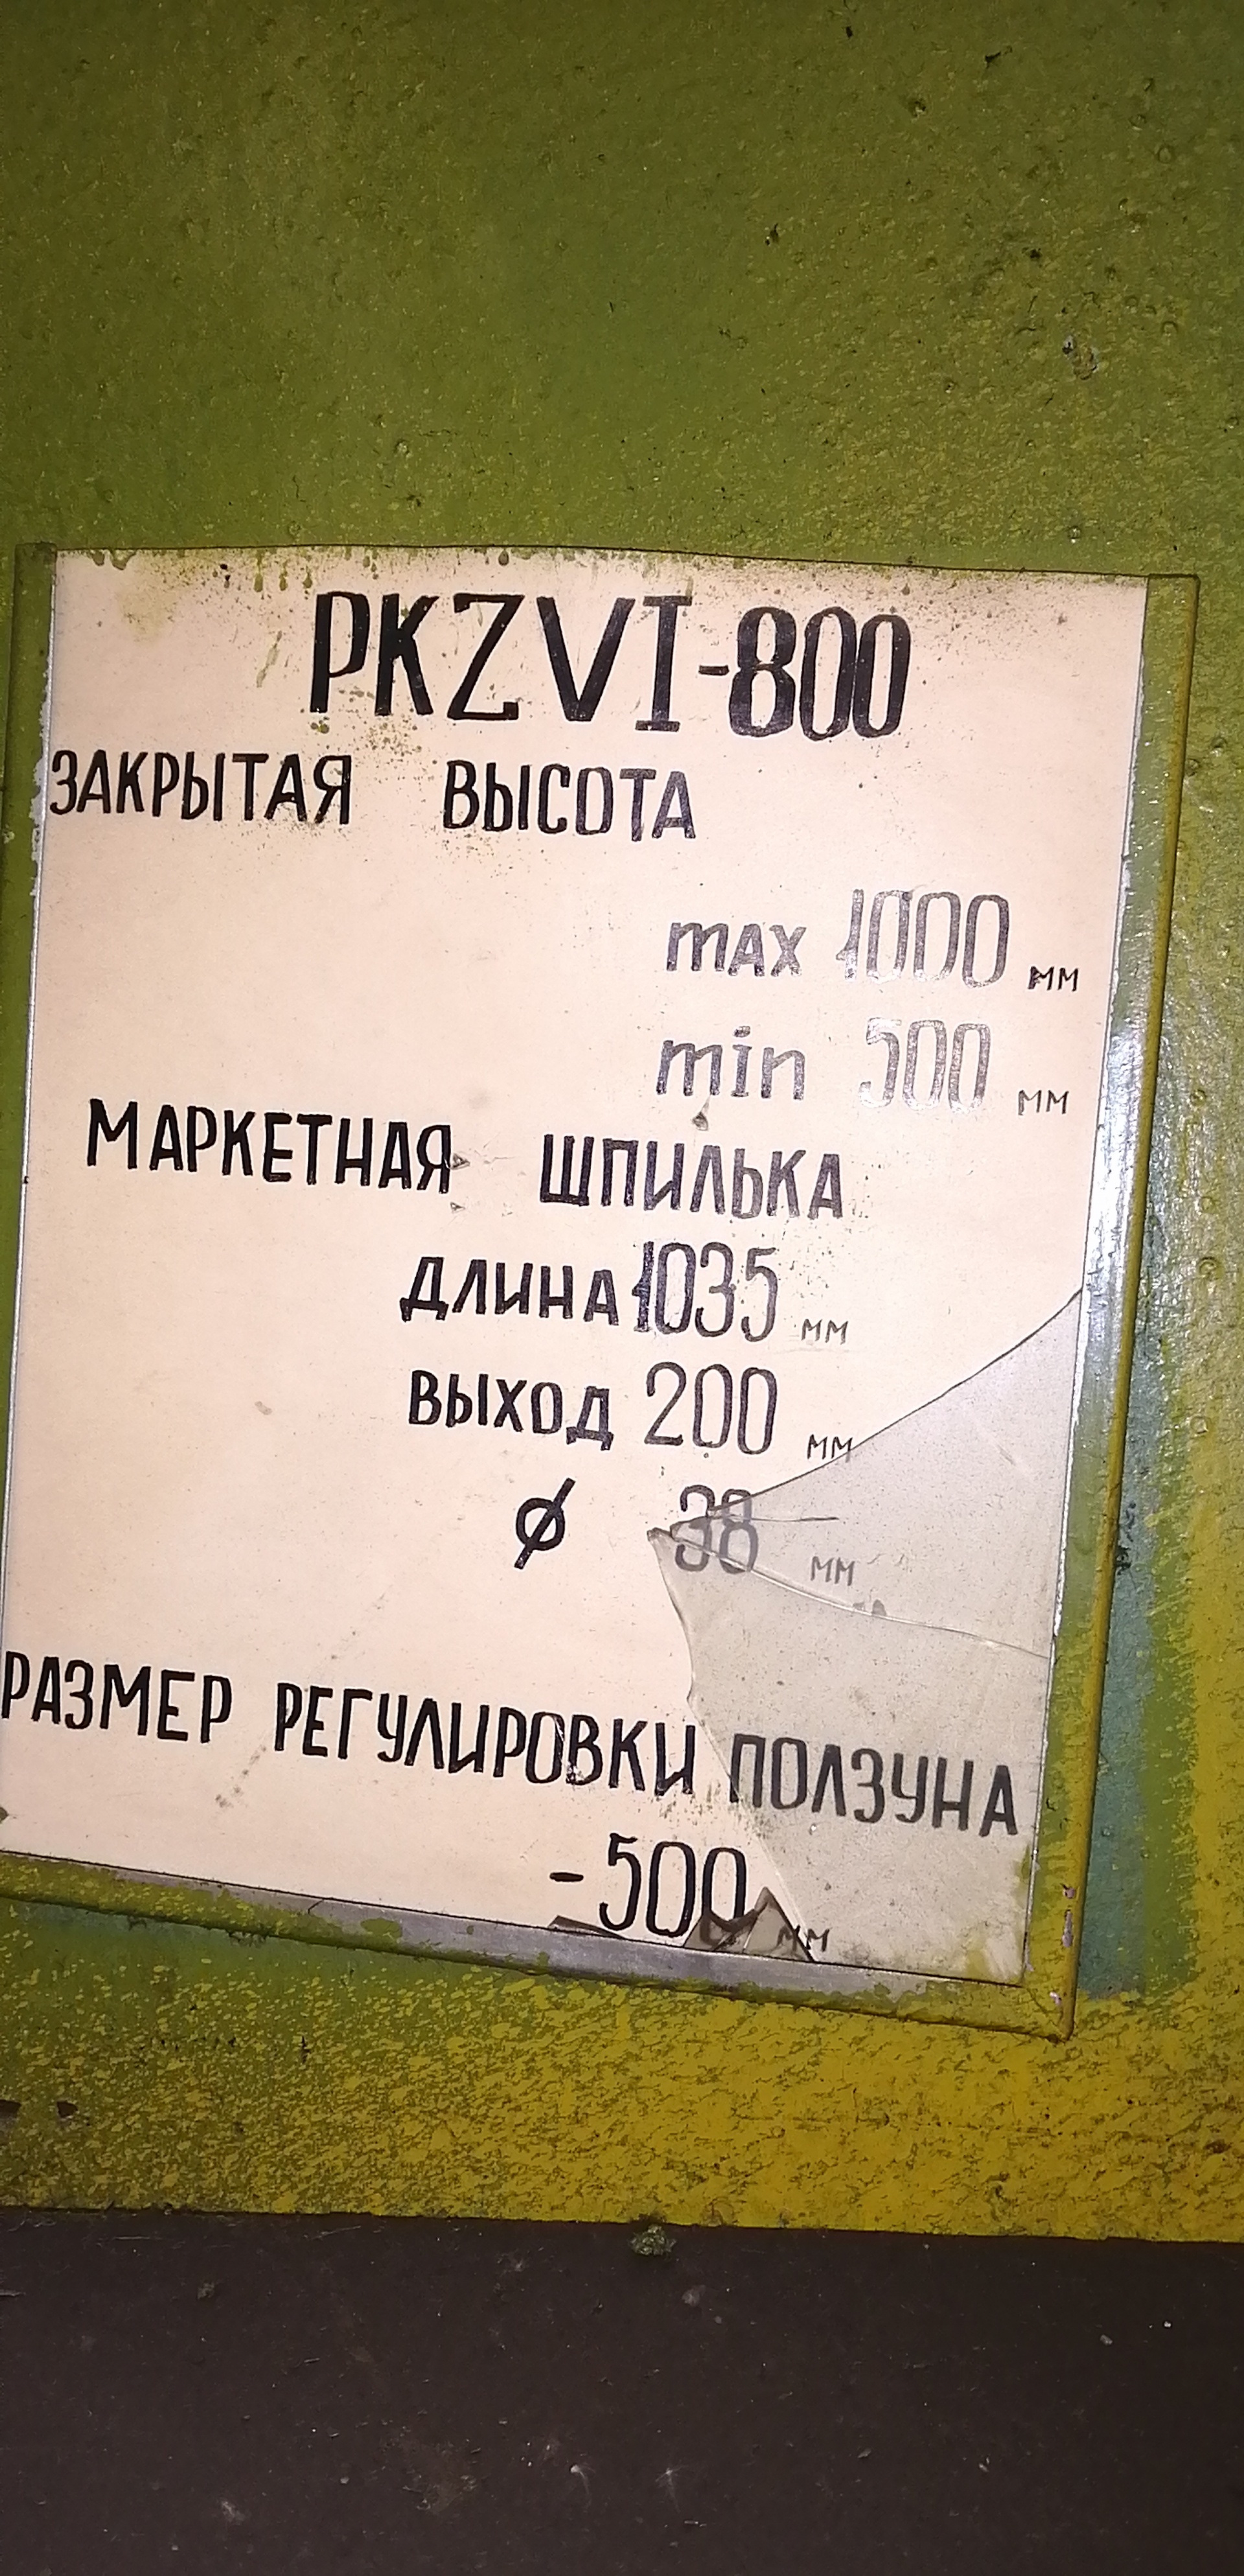 PKZVI-800
ЗАКРЫТАЯ ВЫСОТА
max 1000 мм
min 500 мм
МАРКЕТНАЯ ШПИЛЬКА
ДЛИНА 1035 мм
ВЫХОД 200 мм
ϕ 38 мм
РАЗМЕР РЕГУЛИРОВКИ ПОЛЗУНА
-500 мм